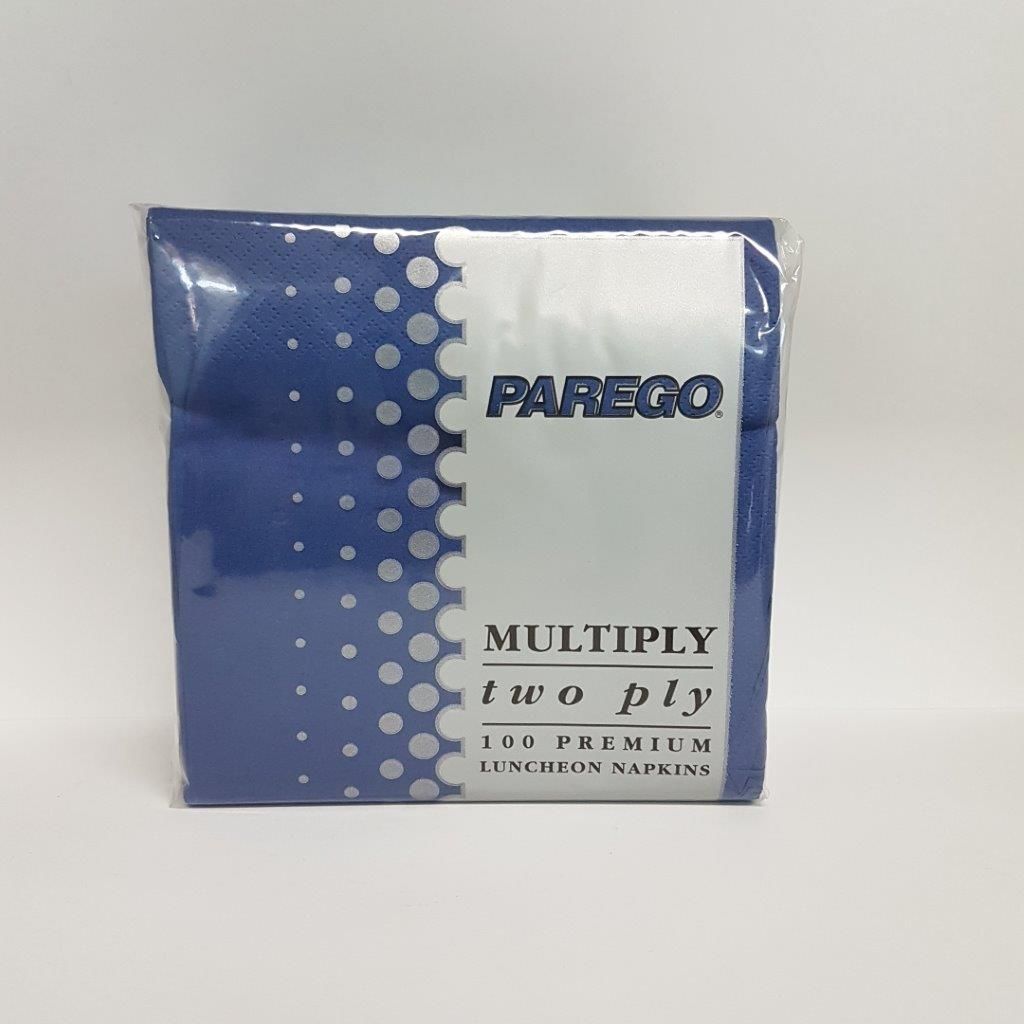 PAREGO®
MULTIPLY
two ply
100 PREMIUM
LUNCHEON NAPKINS